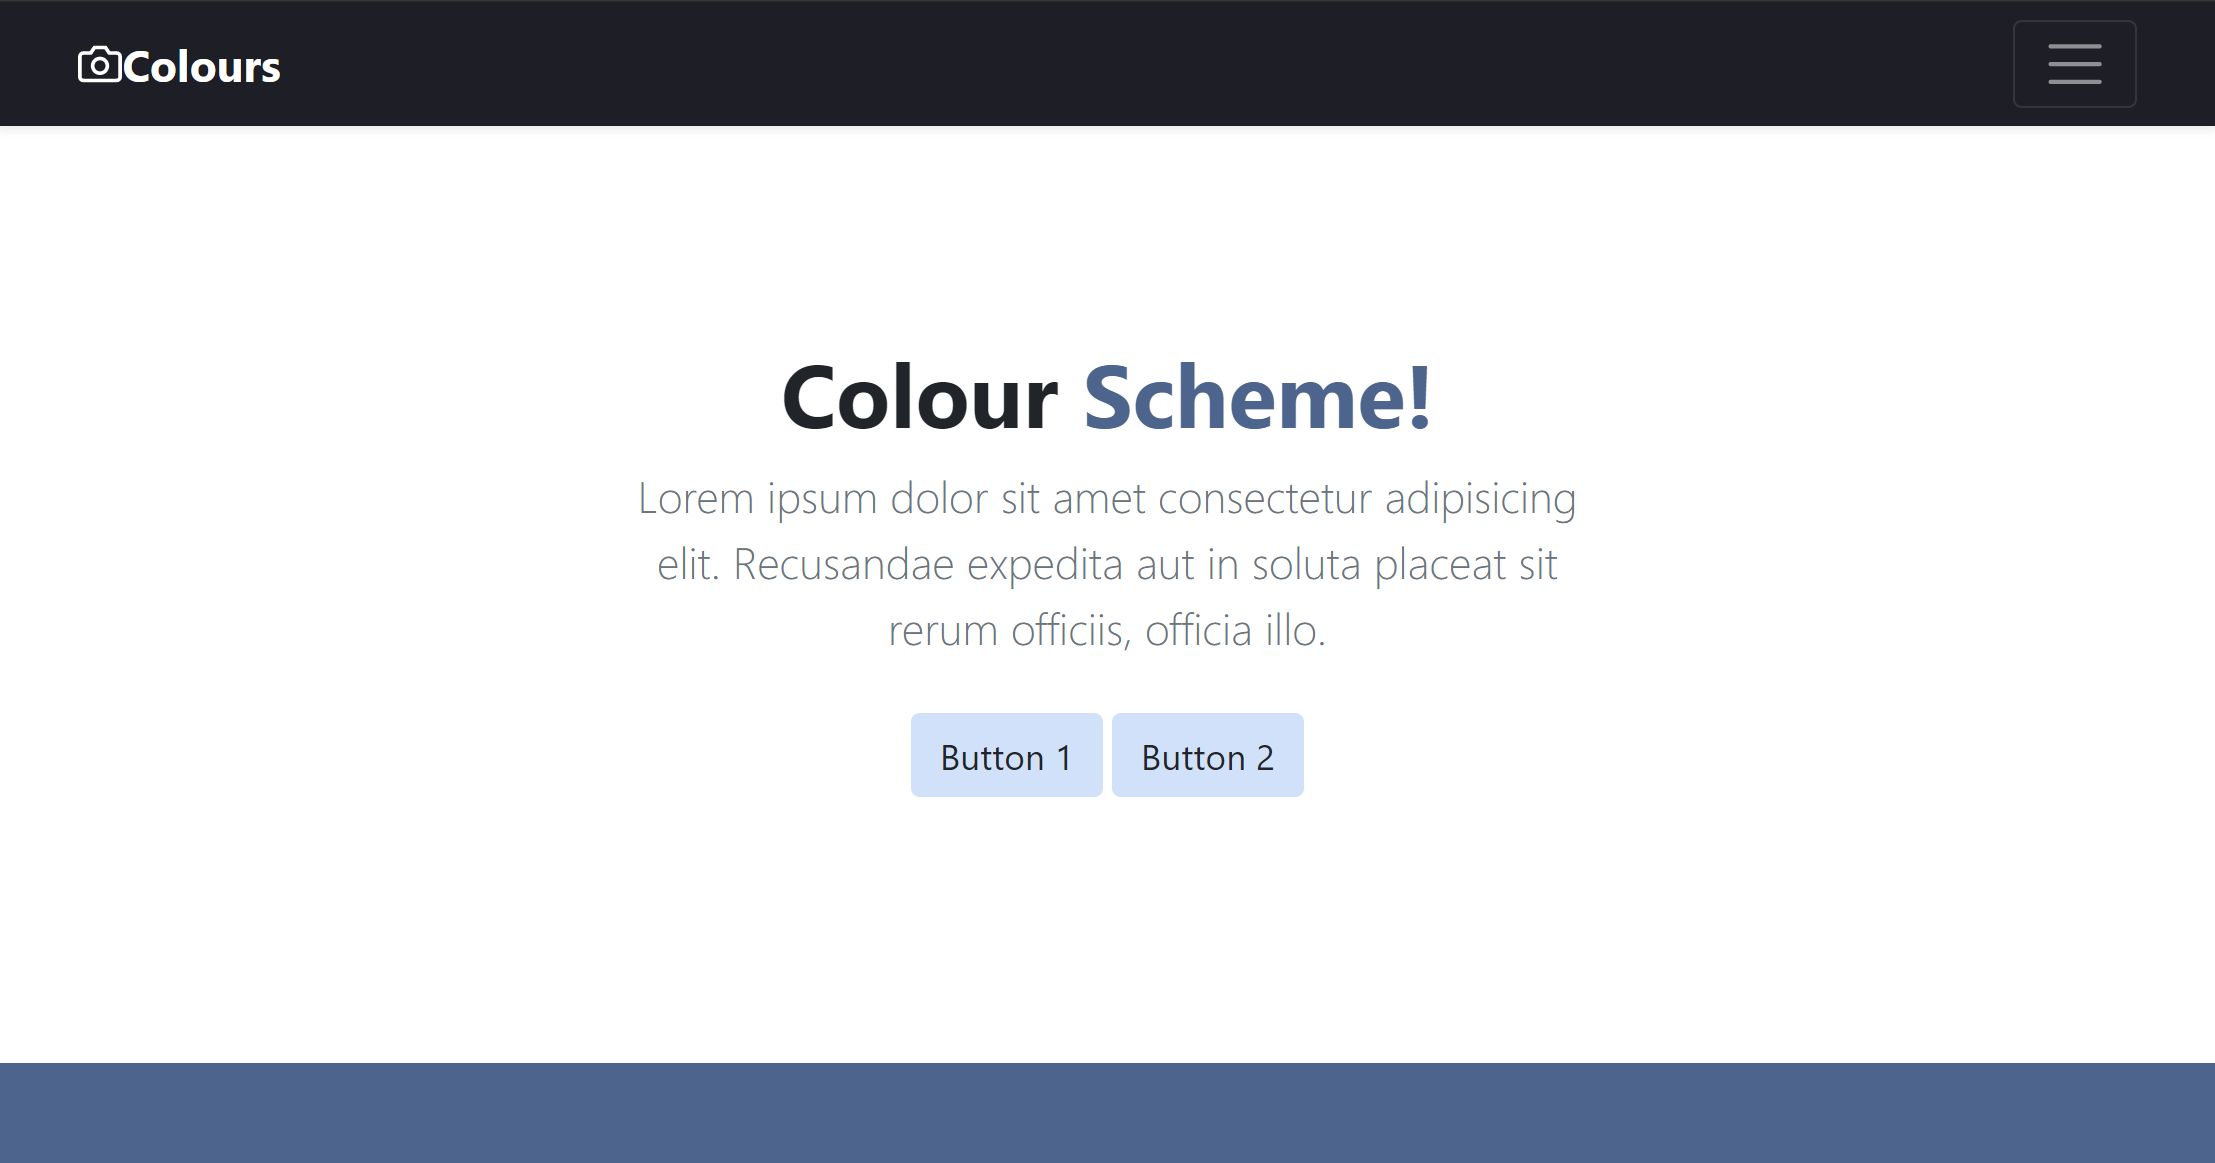 Colours
Colour Scheme!
Lorem ipsum dolor sit amet consectetur adipisicing
elit. Recusandae expedita aut in soluta placeat sit
rerum officiis, officia illo.
Button 1
Button 2